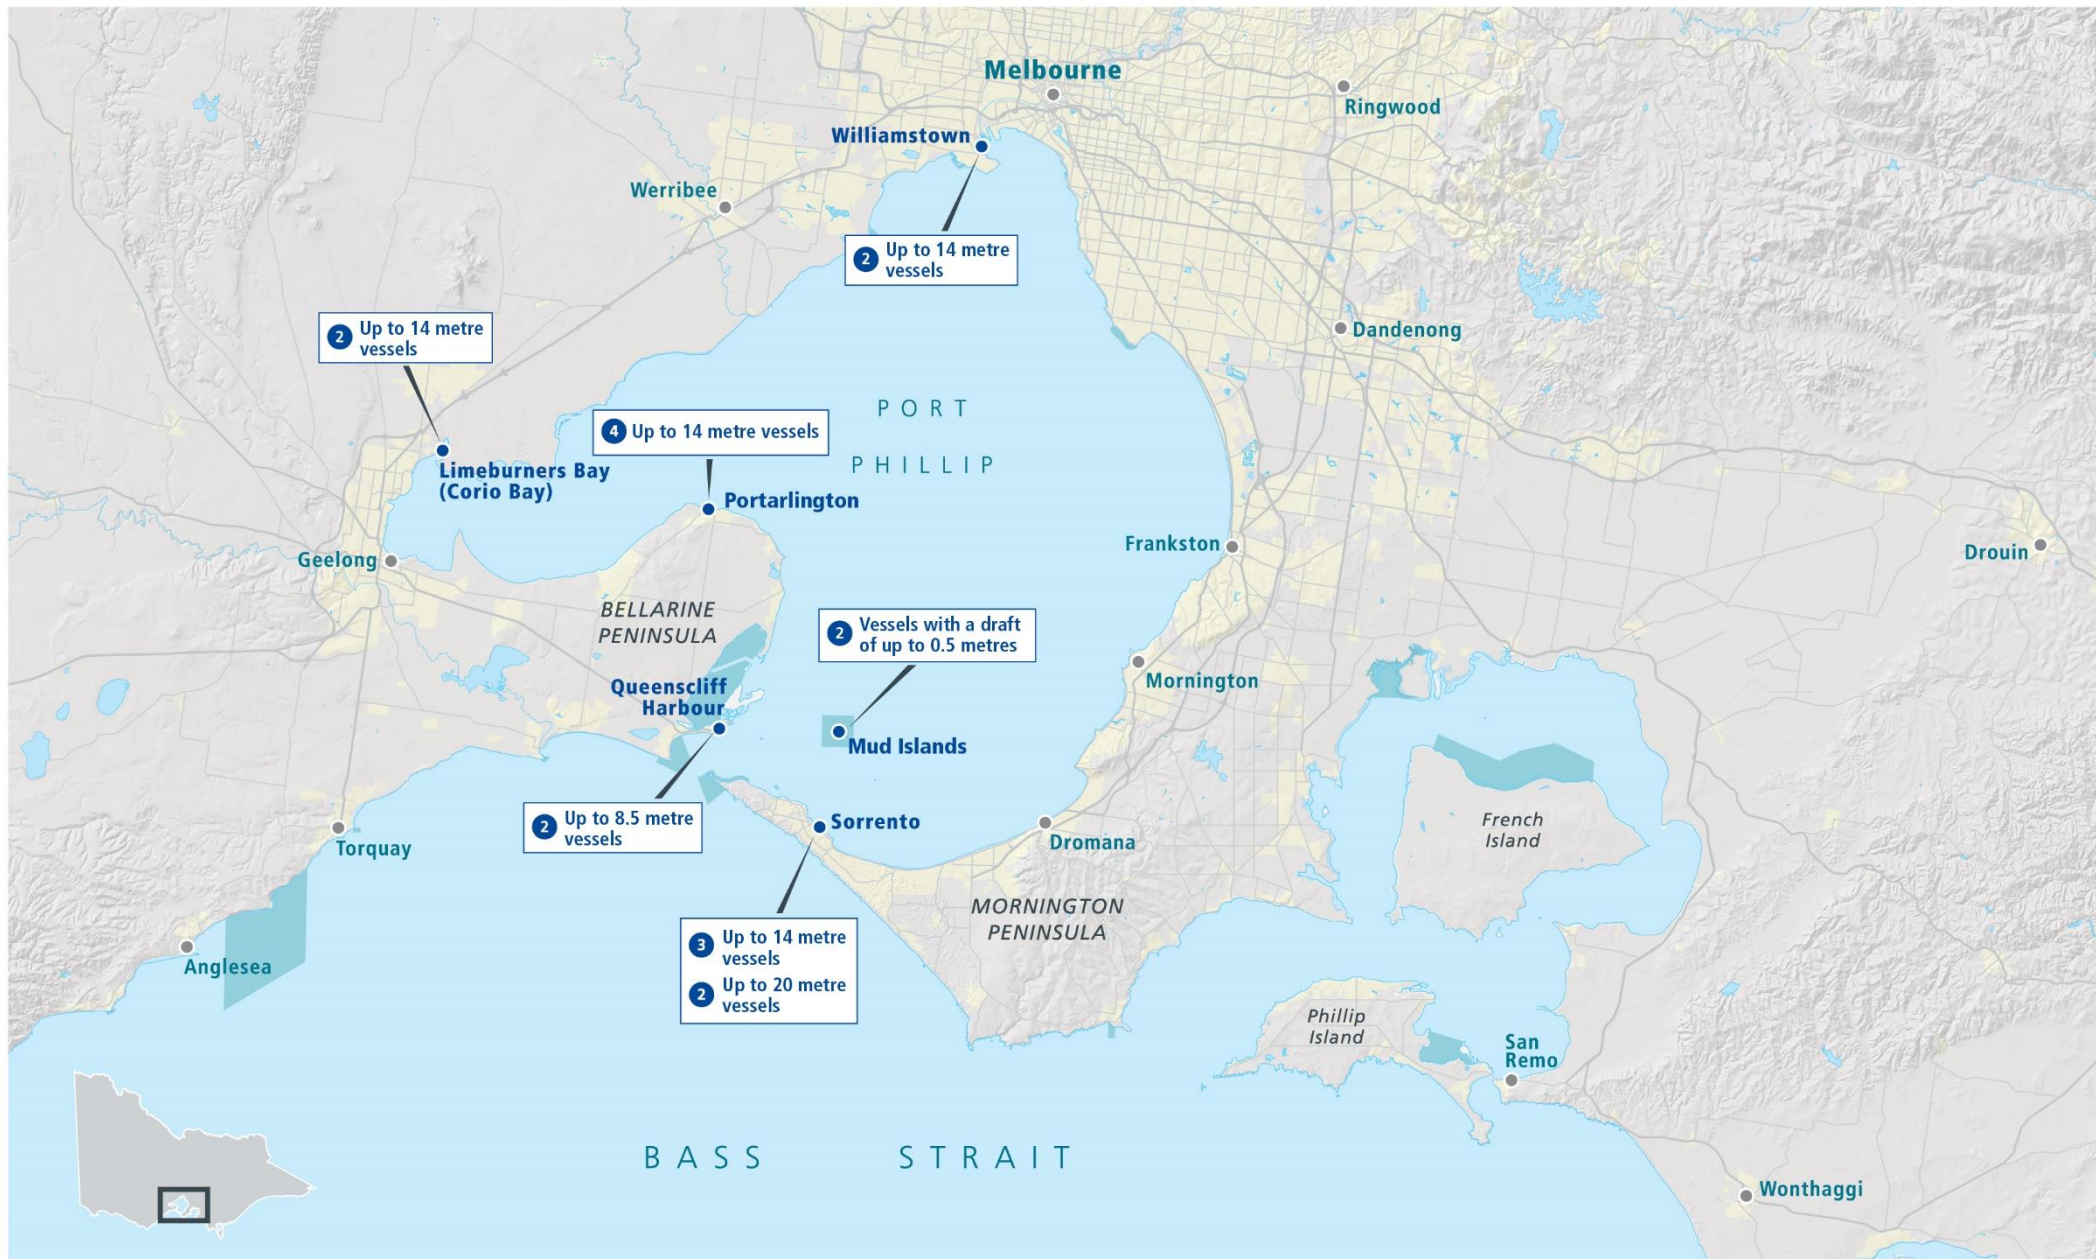 Melbourne
Ringwood
Williamstown
Werribee
2 Up to 14 metre
vessels
2 Up to 14 metre
vessels
Dandenong
PORT
PHILLIP
4 Up to 14 metre vessels
Limeburners Bay
(Corio Bay)
Portarlington
Geelong
Frankston
Drouin
BELLARINE
PENINSULA
2 Vessels with a draft
of up to 0.5 metres
Queenscliff
Harbour
Mornington
Mud Islands
2 Up to 8.5 metre
vessels
Sorrento
Torquay
Dromana
French
Island
MORNINGTON
PENINSULA
3 Up to 14 metre
vessels
2 Up to 20 metre
vessels
Anglesea
Phillip
Island
San
Remo
BASS STRAIT
Wonthaggi